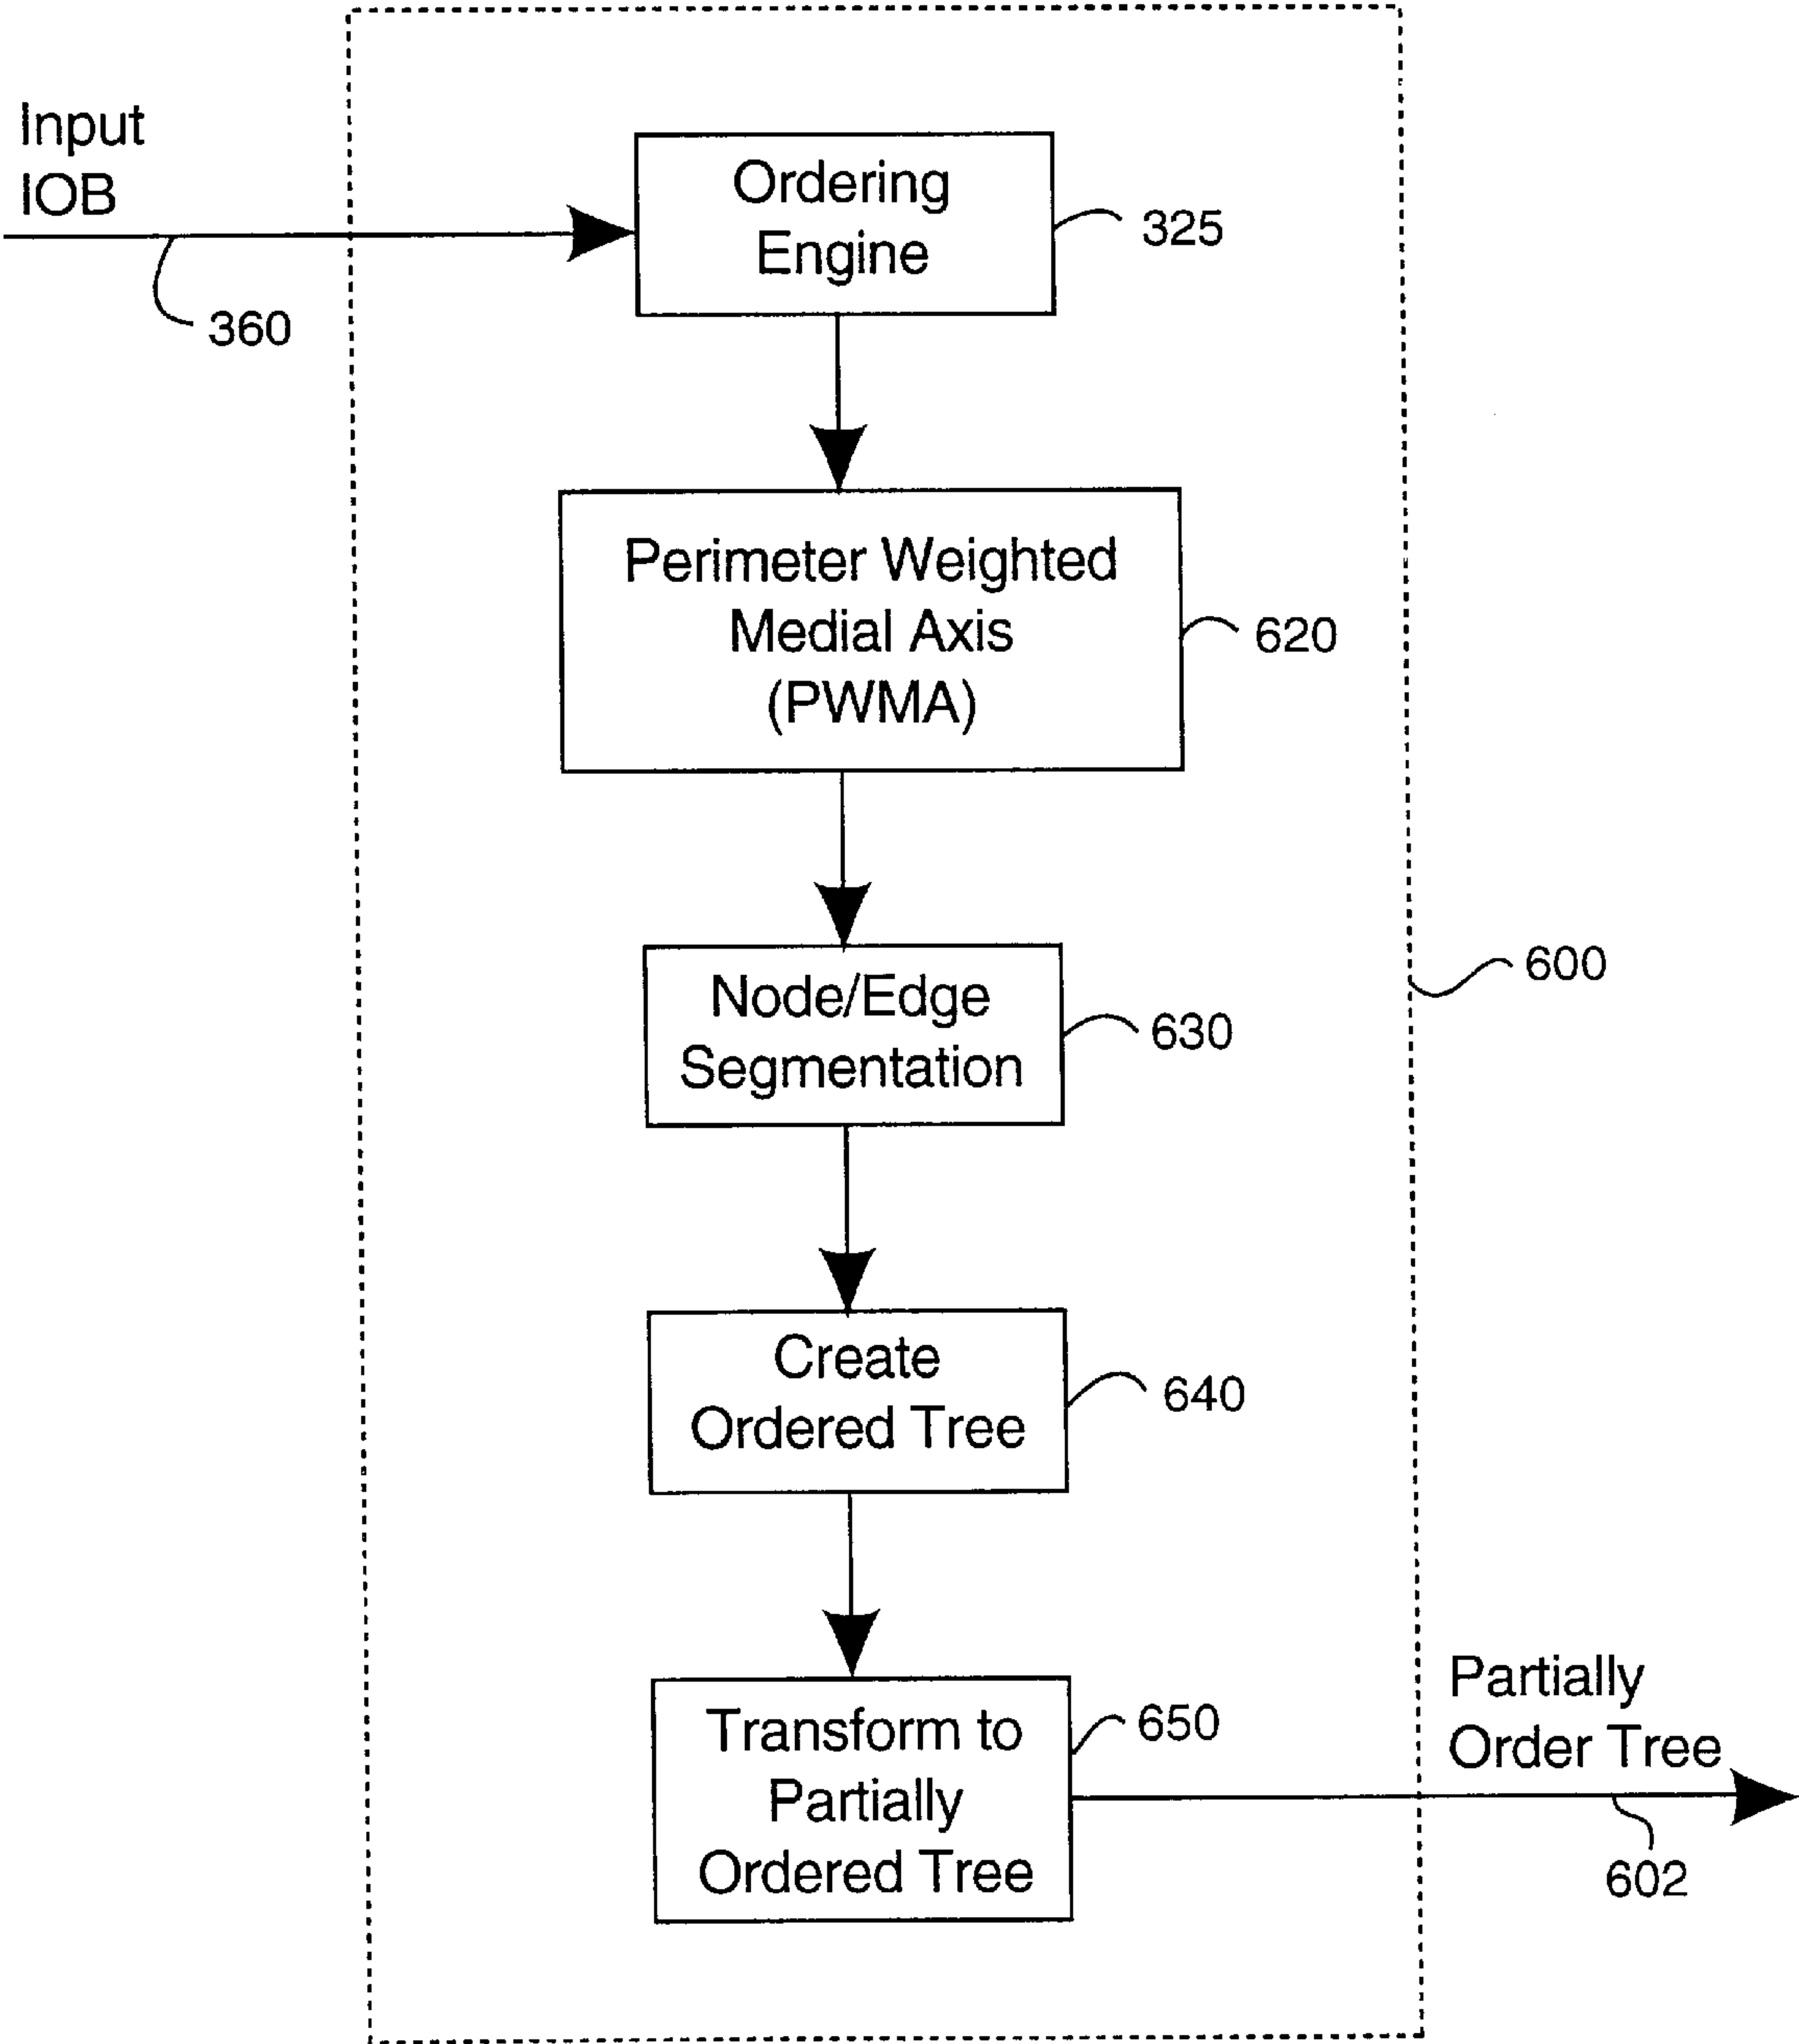 Input
IOB
360
Ordering
Engine
325
Perimeter Weighted
Medial Axis
(PWMA)
620
Node/Edge
Segmentation
630
600
Create
Ordered Tree
640
Transform to
Partially
Ordered Tree
650
Partially
Order Tree
602